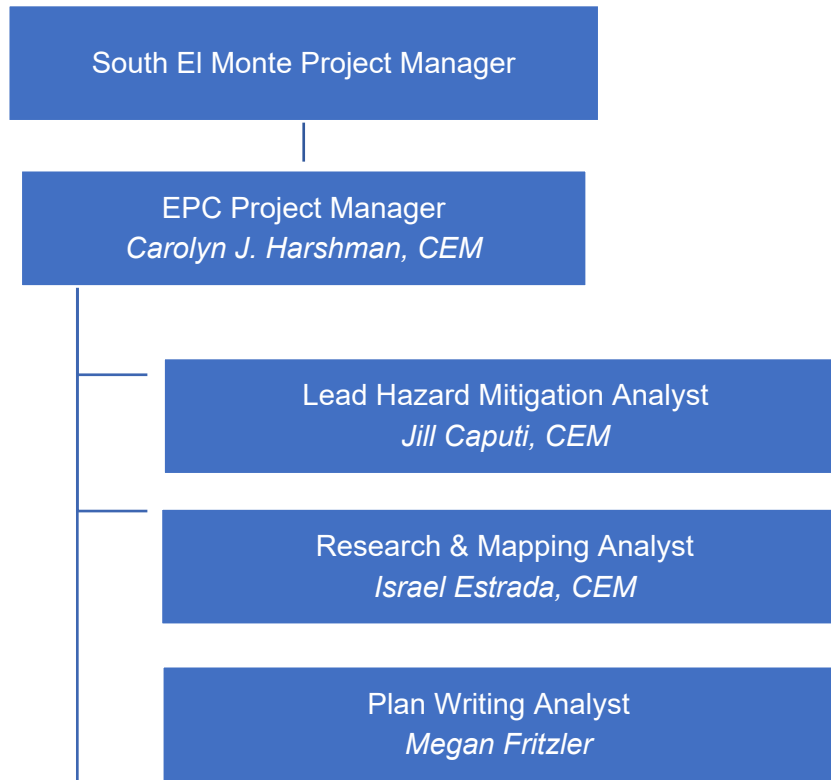 South El Monte Project Manager
EPC Project Manager
Carolyn J. Harshman, CEM
Lead Hazard Mitigation Analyst
Jill Caputi, CEM
Research & Mapping Analyst
Israel Estrada, CEM
Plan Writing Analyst
Megan Fritzler